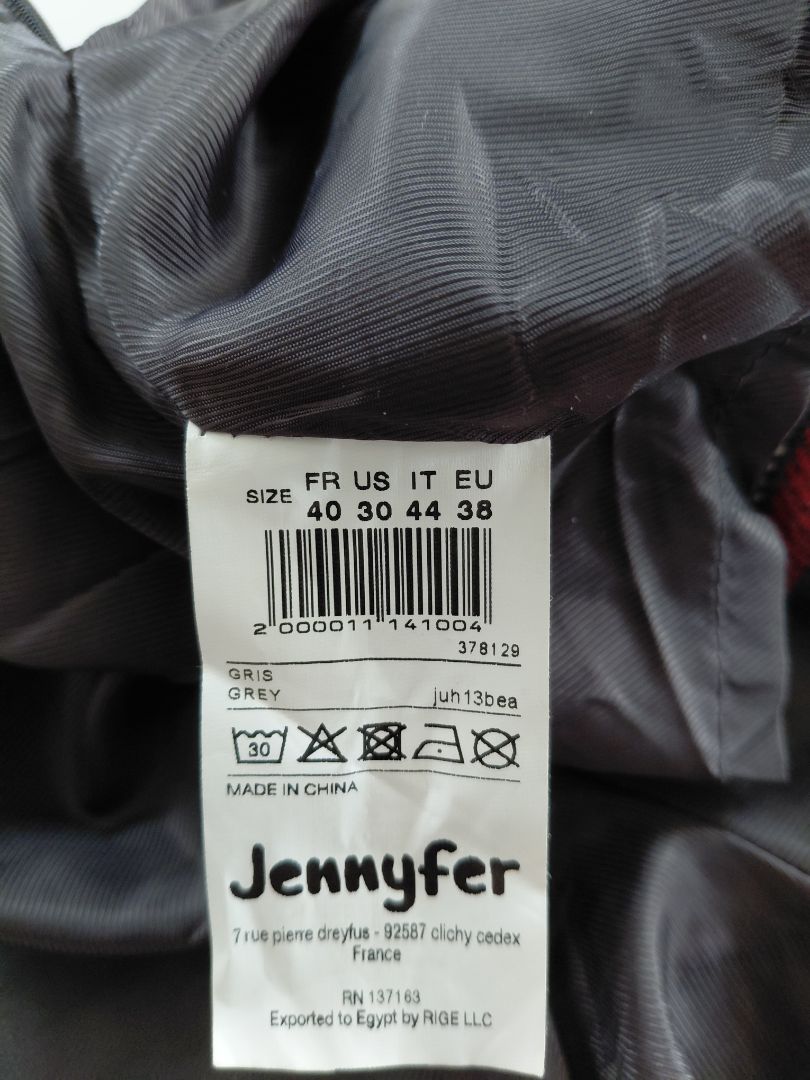 SIZE FR US IT EU
40 30 44 38
2 000011 141004
378129
GRIS
GREY juh13bea
30
MADE IN CHINA
Jennyfer
7 rue pierre dreyfus - 92587 clichy cedex
France
RN 137163
Exported to Egypt by RIGE LLC